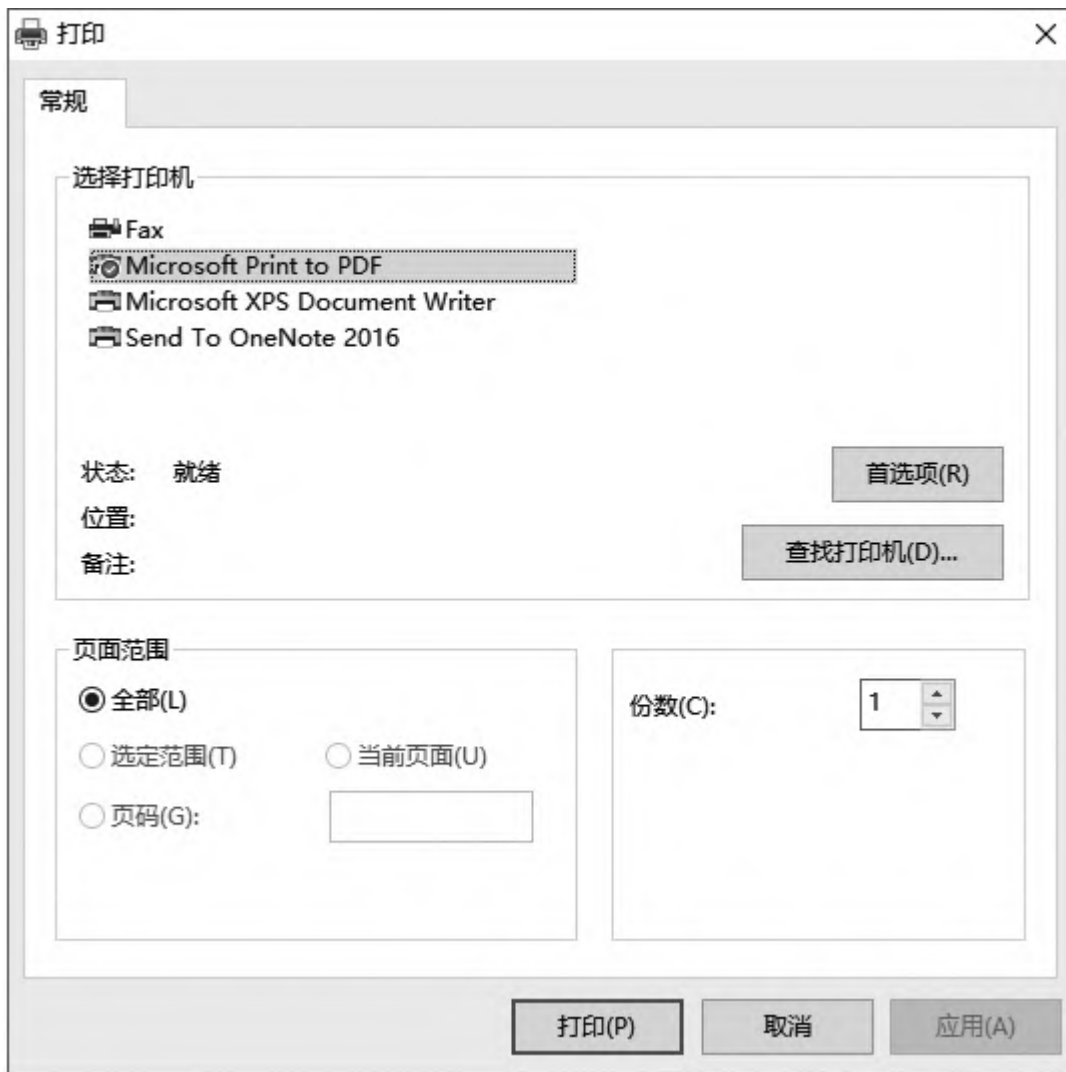 打印
常规
选择打印机
Fax
Microsoft Print to PDF
Microsoft XPS Document Writer
Send To OneNote 2016
状态: 就绪
首选项(R)
位置:
查找打印机(D)...
备注:
页面范围
全部(L)
份数(C): 1
选定范围(T) 当前页面(U)
页码(G):
打印(P) 取消 应用(A)